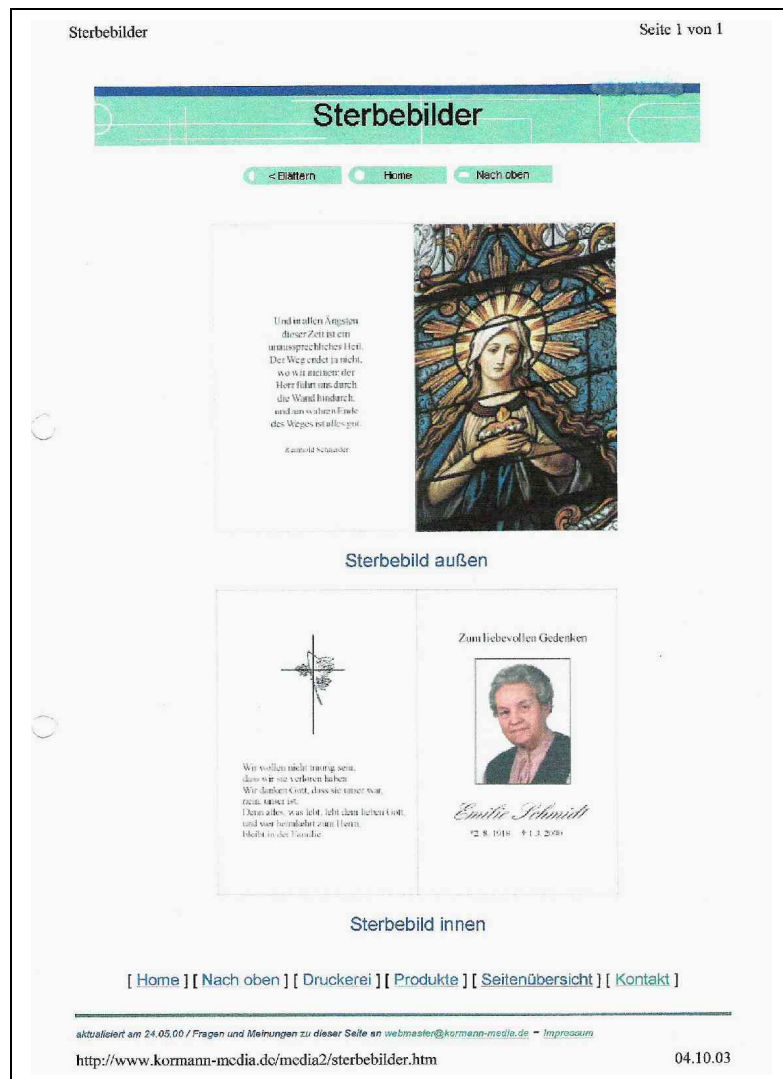 Sterbebilder
Seite 1 von 1
Sterbebilder
< Blättern
Home
Nach oben
Und in allen Ängsten
dieser Zeit ist ein
unaussprechliches Heil.
Der Weg endet ja nicht,
wo wir meinen: der
Herr führt uns durch
die Wand hindurch,
und am wahren Ende
des Weges ist alles gut.
Reinhold Schneider
Sterbebild außen
Zum liebevollen Gedenken
Wir wollen nicht traurig sein,
dass wir sie verloren haben.
Wir danken Gott, dass sie unser war,
nein, unser ist.
Denn alles, was lebt, lebt dem lieben Gott,
und wer heimkehrt zum Herrn,
bleibt in der Familie.
Emilie Schmidt
*2. 8. 1918 ✝ 1. 3. 2000
Sterbebild innen
[ Home ] [ Nach oben ] [ Druckerei ] [ Produkte ] [ Seitenübersicht ] [ Kontakt ]
aktualisiert am 24.05.00 / Fragen und Meinungen zu dieser Seite an webmaster@kormann-media.de – Impressum
http://www.kormann-media.de/media2/sterbebilder.htm
04.10.03